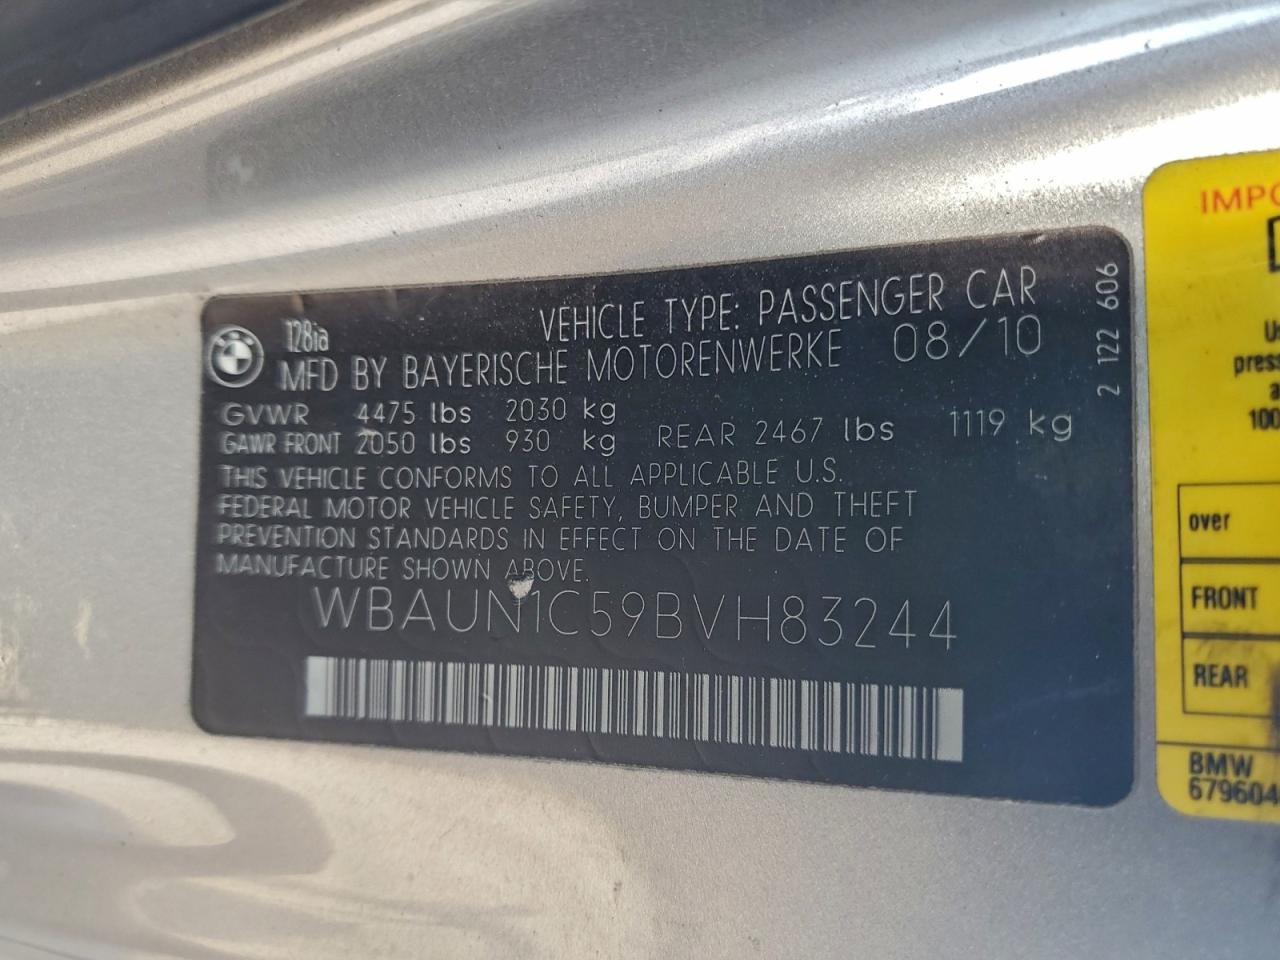 128ia
VEHICLE TYPE: PASSENGER CAR
MFD BY BAYERISCHE MOTORENWERKE 08/10
GVWR 4475 lbs 2030 kg
GAWR FRONT 2050 lbs 930 kg REAR 2467 lbs 1119 kg
THIS VEHICLE CONFORMS TO ALL APPLICABLE U.S.
FEDERAL MOTOR VEHICLE SAFETY, BUMPER AND THEFT
PREVENTION STANDARDS IN EFFECT ON THE DATE OF
MANUFACTURE SHOWN ABOVE.
WBAUN1C59BVH83244
2 122 606
over
FRONT
REAR
BMW